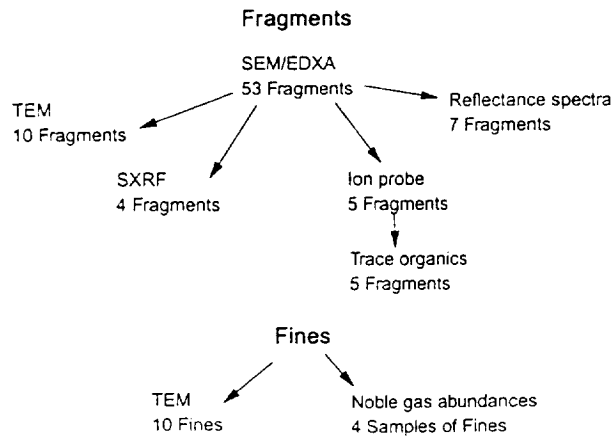 Fragments
SEM/EDXA
53 Fragments
TEM
10 Fragments
Reflectance spectra
7 Fragments
SXRF
4 Fragments
Ion probe
5 Fragments
Trace organics
5 Fragments
Fines
TEM
10 Fines
Noble gas abundances
4 Samples of Fines